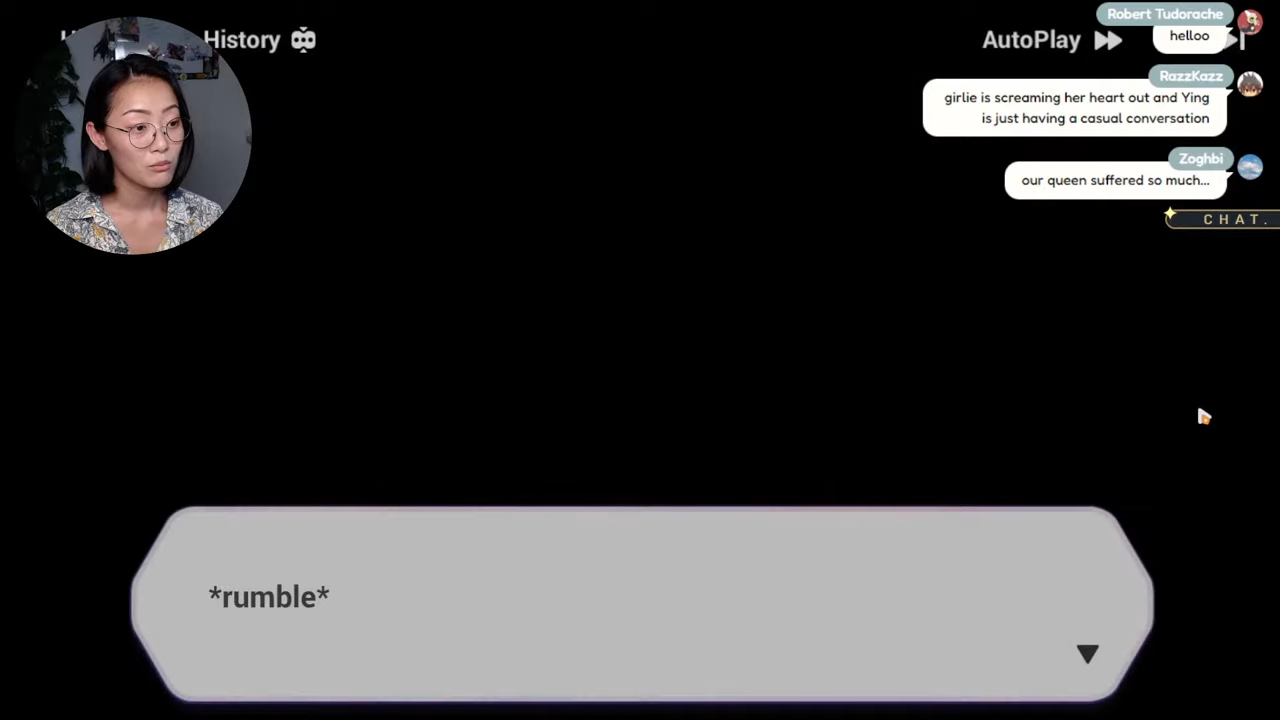 History
AutoPlay
Robert Tudorache
helloo
RazzKazz
girlie is screaming her heart out and Ying
is just having a casual conversation
Zoghbi
our queen suffered so much...
CHAT.
*rumble*